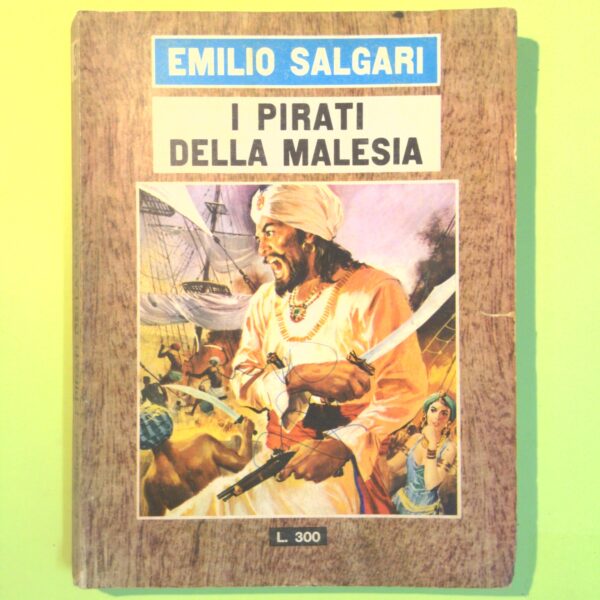 EMILIO SALGARI
I PIRATI
DELLA MALESIA
L. 300